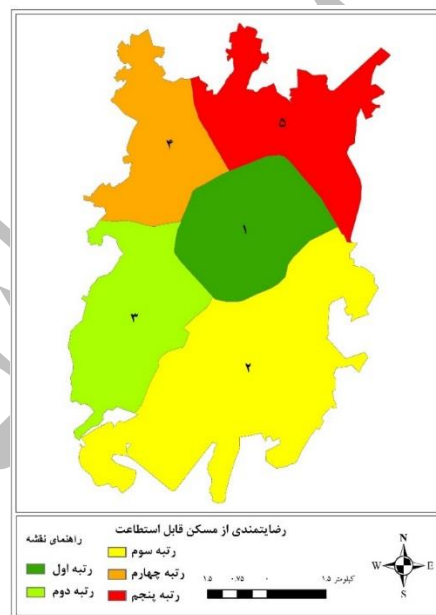 ۵
۴
۱
۳
۲
رضایتمندی از مسکن قابل استطاعت
راهنمای نقشه
رتبه اول
رتبه دوم
رتبه سوم
رتبه چهارم
رتبه پنجم
۱.۵ ۰.۷۵ ۰ ۱.۵ کیلومتر
N
W E
S